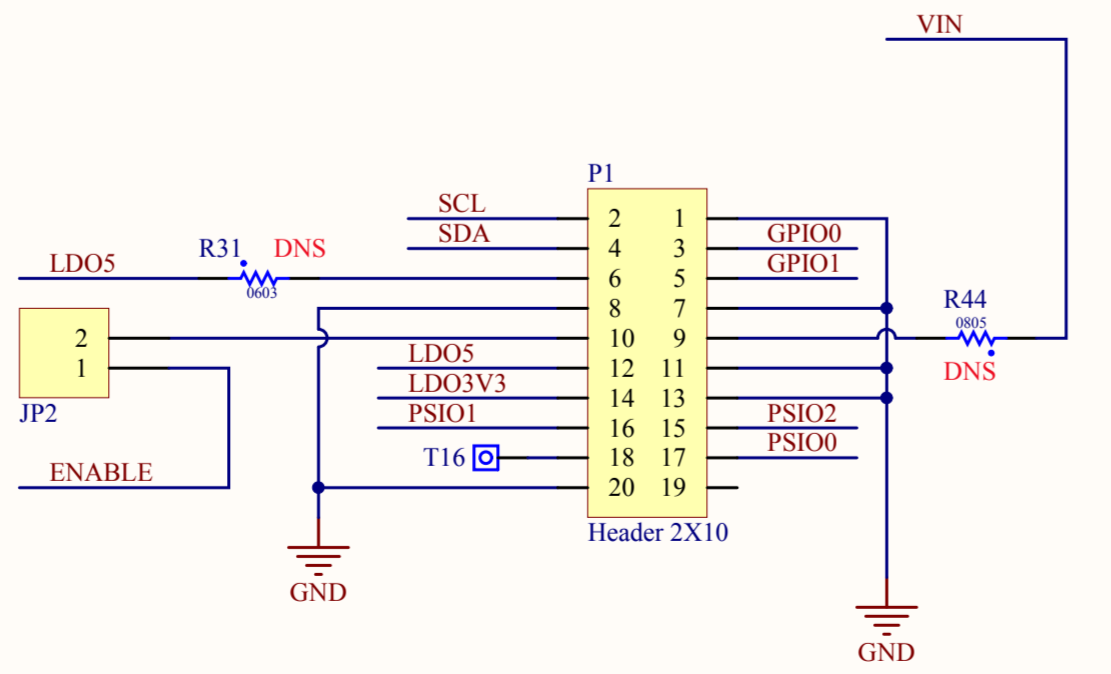 VIN
P1
SCL 2 1
SDA 4 3 GPIO0
LDO5 R31 DNS 0603 6 5 GPIO1
8 7
2 10 9 R44 0805 DNS
1 LDO5 12 11
JP2 LDO3V3 14 13
PSIO1 16 15 PSIO2
T16 18 17 PSIO0
ENABLE 20 19
Header 2X10
GND
GND